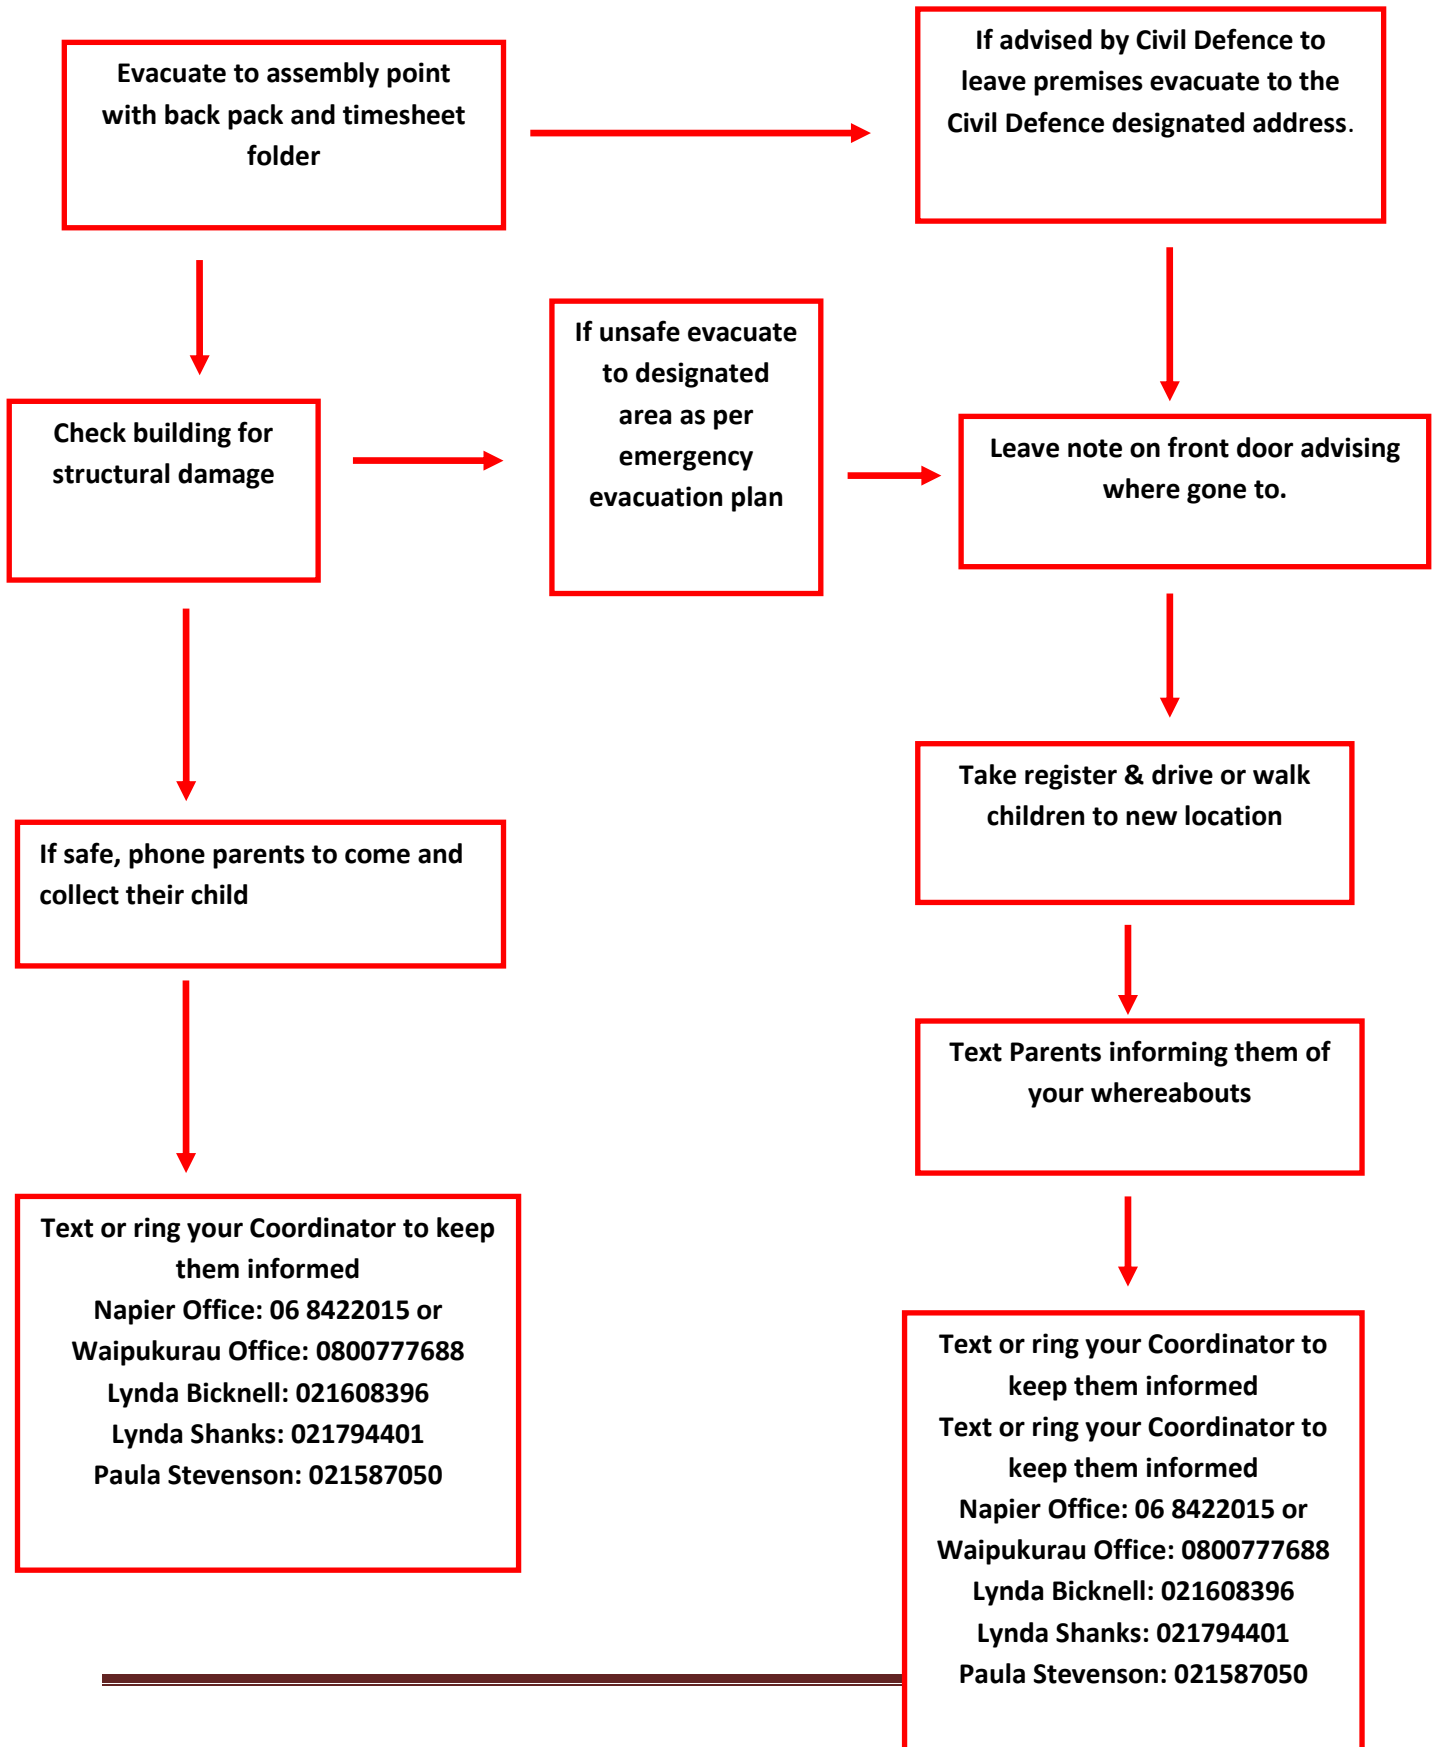 Evacuate to assembly point
with back pack and timesheet
folder
If advised by Civil Defence to
leave premises evacuate to the
Civil Defence designated address.
If unsafe evacuate
to designated
area as per
emergency
evacuation plan
Check building for
structural damage
Leave note on front door advising
where gone to.
Take register & drive or walk
children to new location
If safe, phone parents to come and
collect their child
Text Parents informing them of
your whereabouts
Text or ring your Coordinator to keep
them informed
Napier Office: 06 8422015 or
Waipukurau Office: 0800777688
Lynda Bicknell: 021608396
Lynda Shanks: 021794401
Paula Stevenson: 021587050
Text or ring your Coordinator to
keep them informed
Text or ring your Coordinator to
keep them informed
Napier Office: 06 8422015 or
Waipukurau Office: 0800777688
Lynda Bicknell: 021608396
Lynda Shanks: 021794401
Paula Stevenson: 021587050